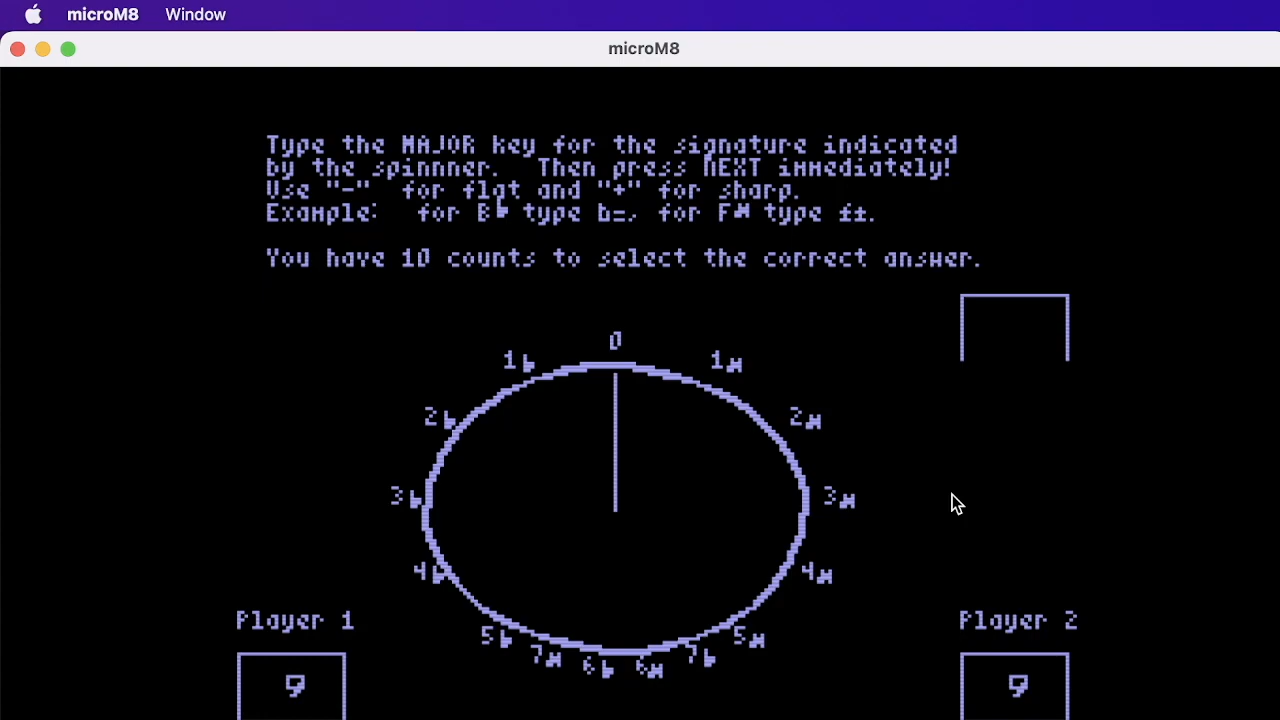 microM8 Window
microM8
Type the MAJOR key for the signature indicated
by the spinnner. Then press NEXT immediately!
Use "-" for flat and "+" for sharp.
Example: for B♭ type b-, for F# type f+.
You have 10 counts to select the correct answer.
0
1♭ 1#
2♭ 2#
3♭ 3#
4♭ 4#
Player 1 Player 2
5♭ 7# 6♭ 6# 7♭ 5#
9 9